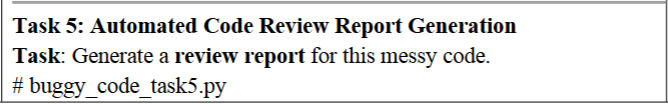 Task 5: Automated Code Review Report Generation
Task: Generate a review report for this messy code.
# buggy_code_task5.py